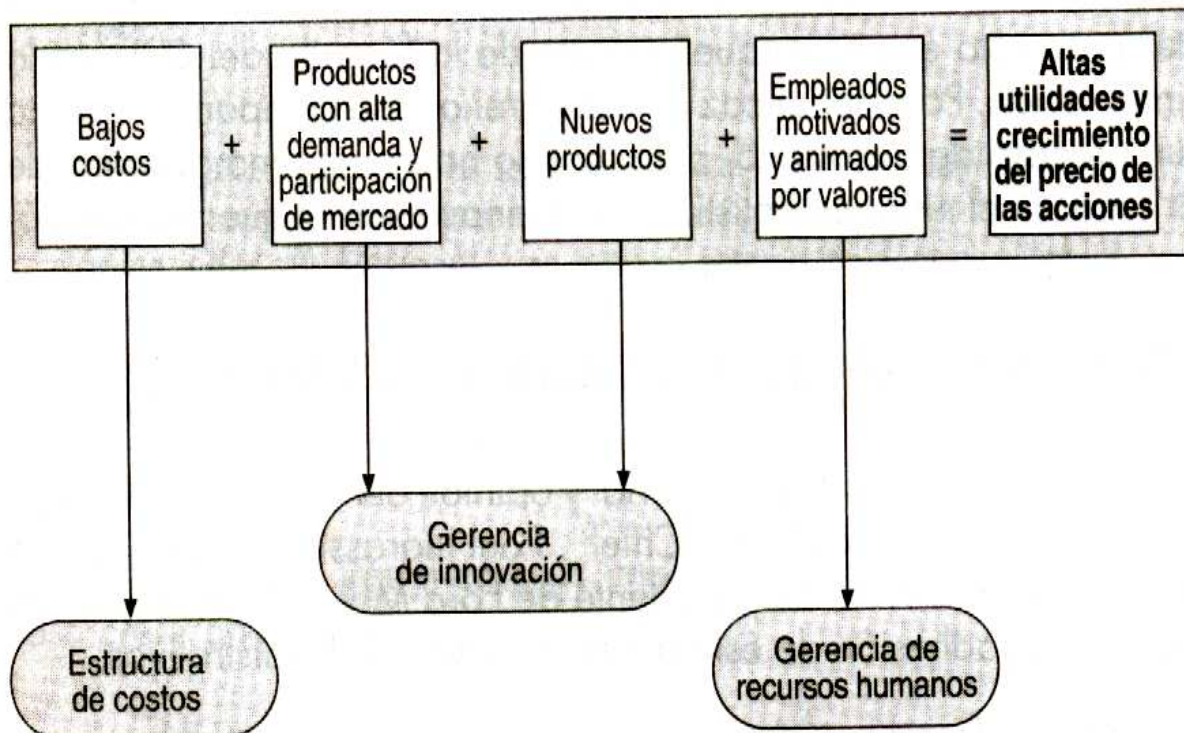 Bajos
costos
+
Productos
con alta
demanda y
participación
de mercado
+
Nuevos
productos
+
Empleados
motivados
y animados
por valores
=
Altas
utilidades y
crecimiento
del precio de
las acciones
Gerencia
de innovación
Estructura
de costos
Gerencia de
recursos humanos